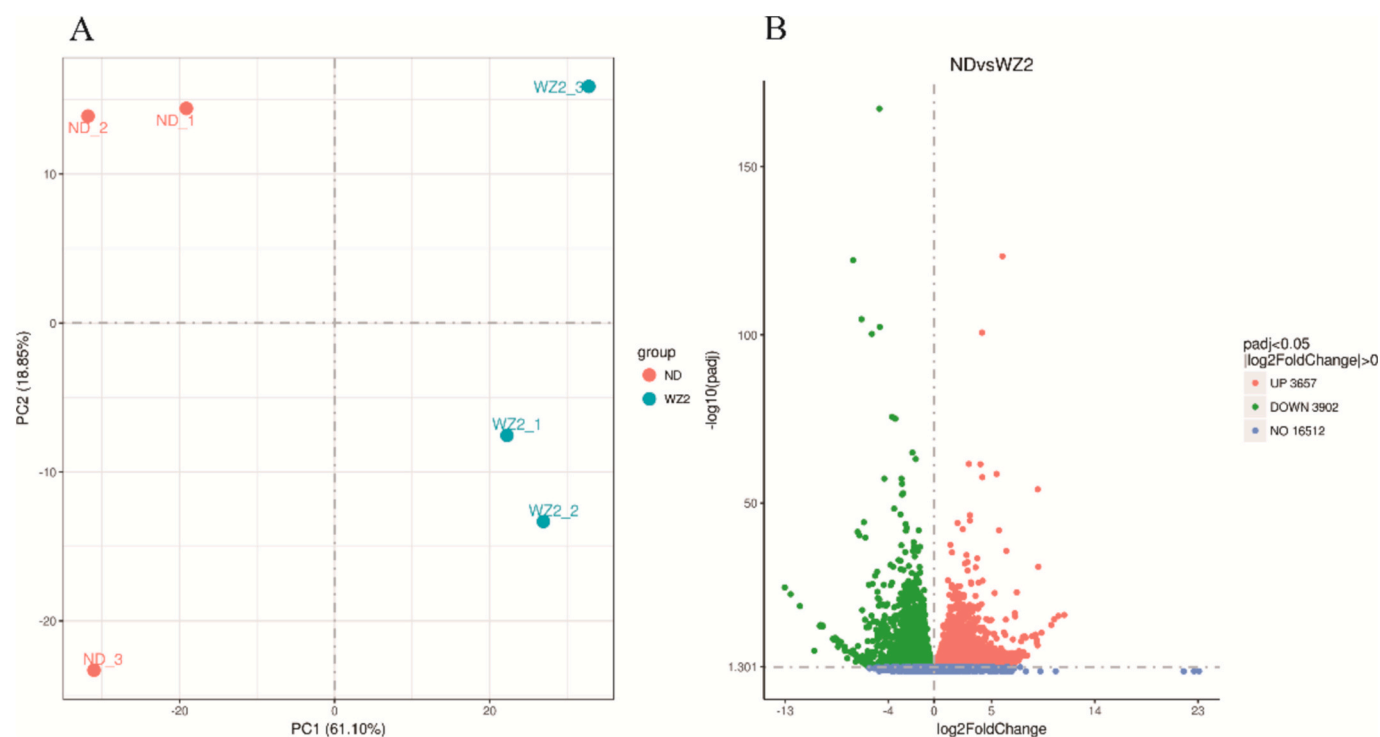 A
WZ2_3
ND_1
ND_2
10
0
WZ2_1
-10
WZ2_2
-20
ND_3
-20
0
20
PC1 (61.10%)
PC2 (18.85%)
group
ND
WZ2
B
NDvsWZ2
150
100
50
1.301
-log10(padj)
-13
-4
0
5
14
23
log2FoldChange
padj<0.05
|log2FoldChange|>0
UP 3657
DOWN 3902
NO 16512